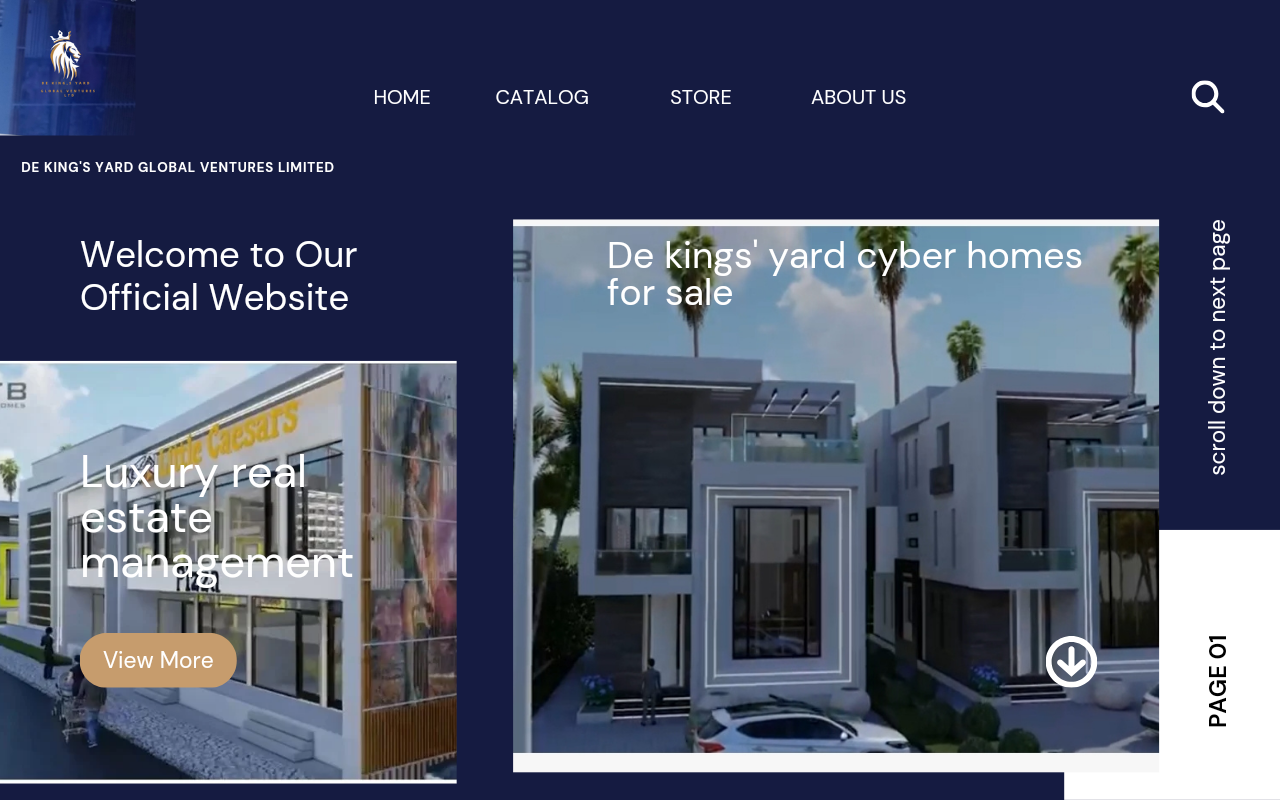 DE KING'S YARD
GLOBAL VENTURES
LTD
HOME
CATALOG
STORE
ABOUT US
DE KING'S YARD GLOBAL VENTURES LIMITED
Welcome to Our
Official Website
De kings' yard cyber homes
for sale
scroll down to next page
TB
OMES
Little Caesars
Luxury real
estate
management
View More
PAGE 01